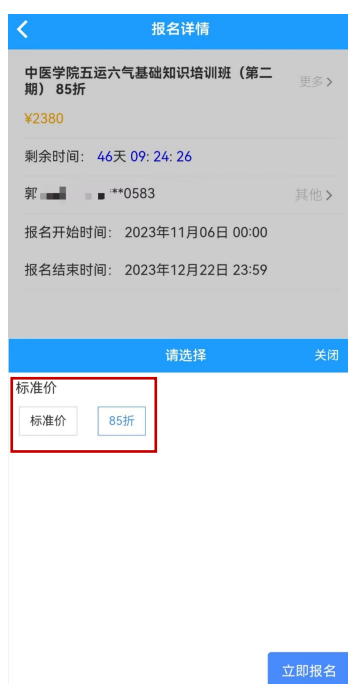 报名详情
中医学院五运六气基础知识培训班（第二
期） 85折
更多
¥2380
剩余时间： 46天 09: 24: 26
郭 **0583
其他
报名开始时间： 2023年11月06日 00:00
报名结束时间： 2023年12月22日 23:59
请选择
关闭
标准价
标准价
85折
立即报名